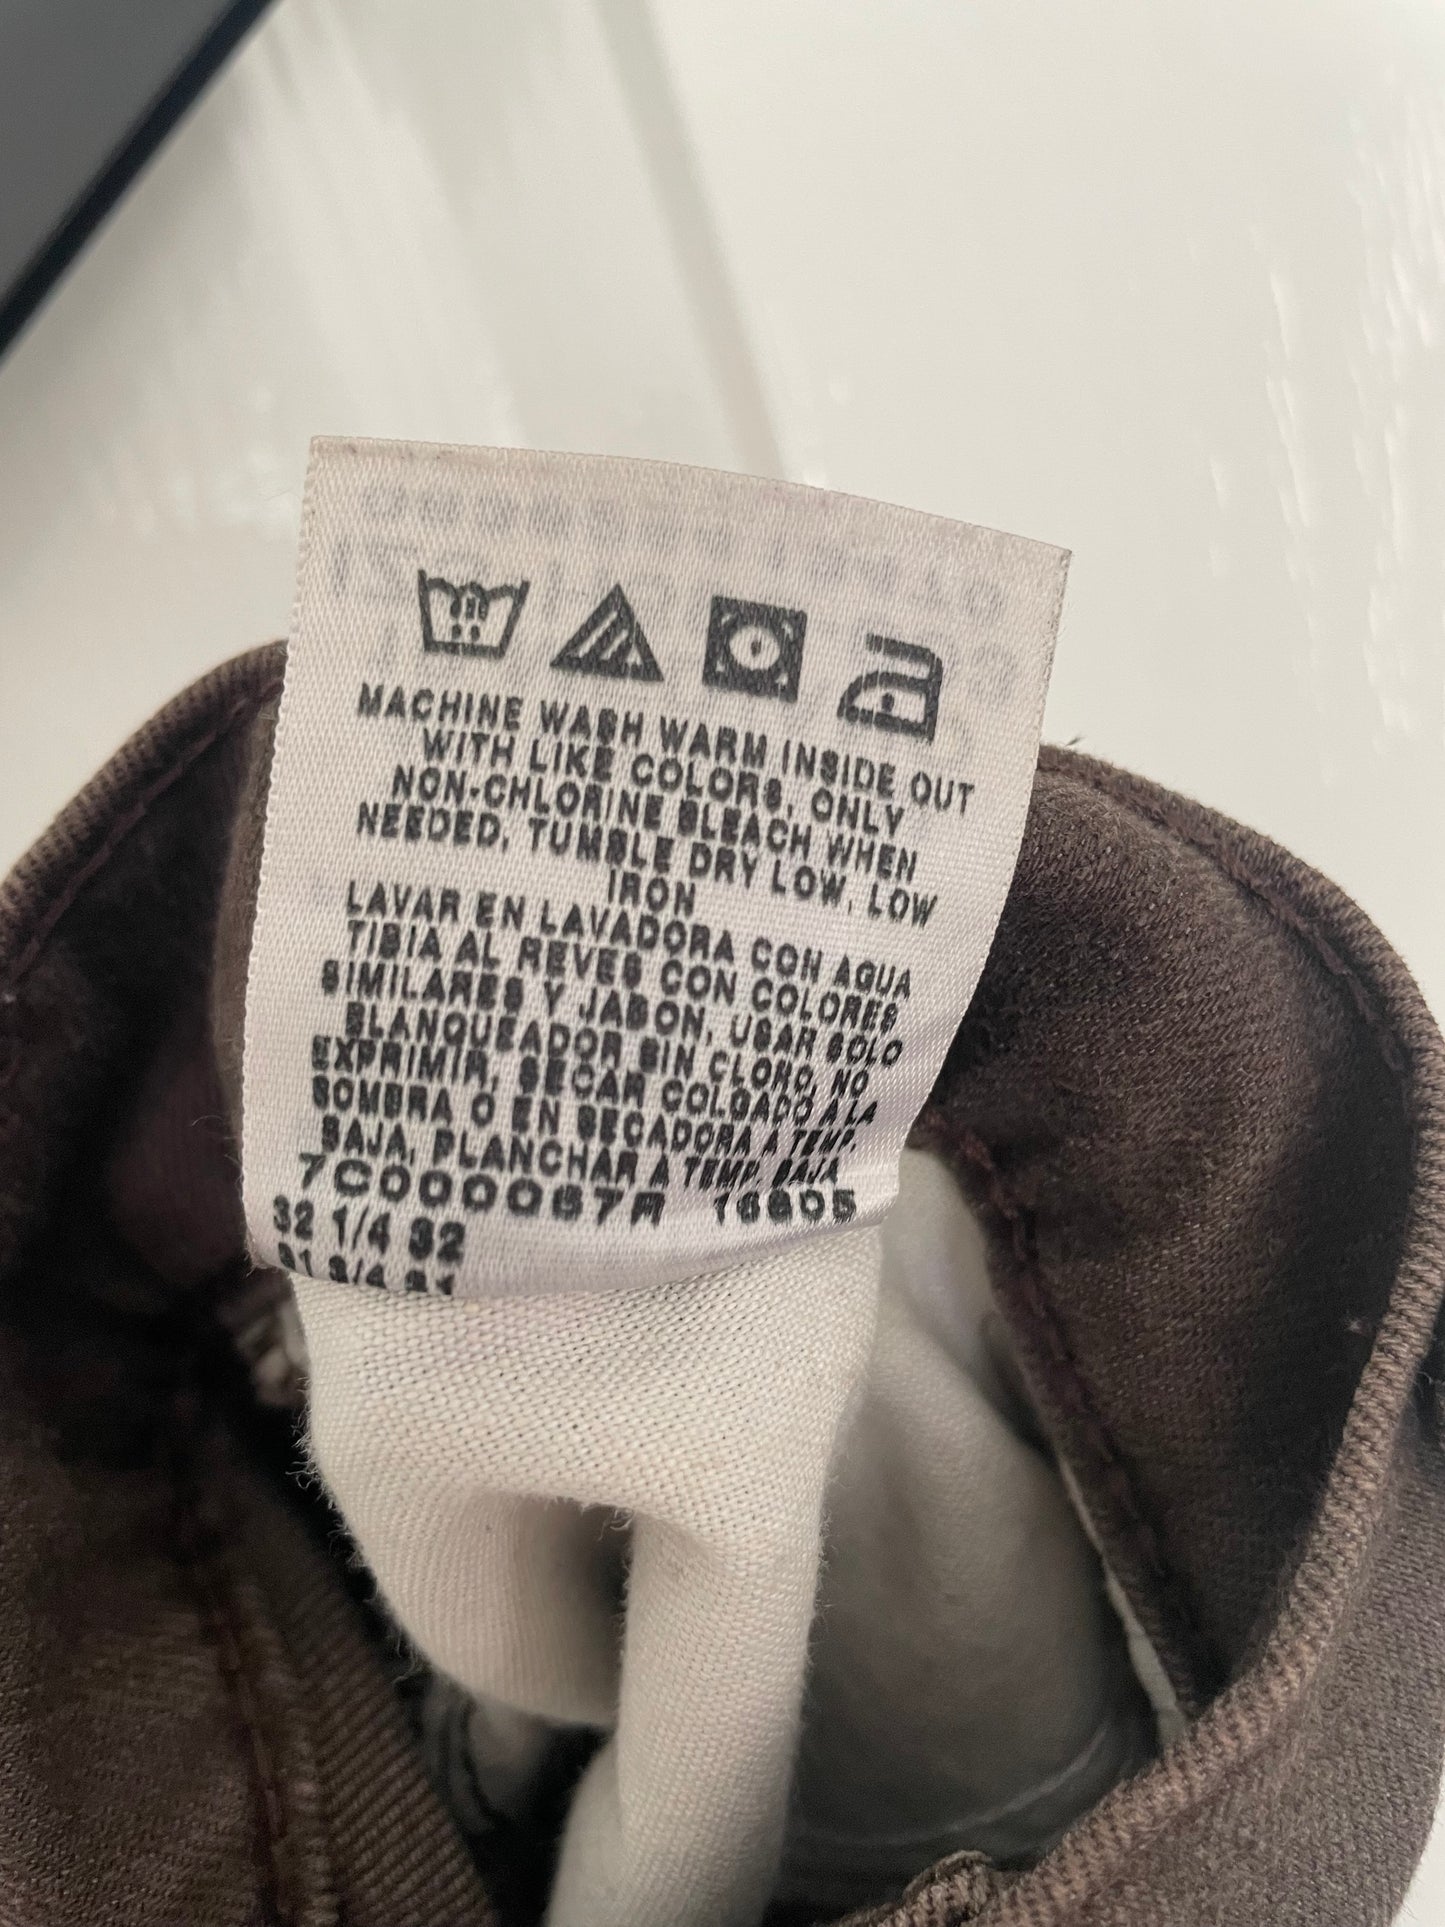 MACHINE WASH WARM INSIDE OUT
WITH LIKE COLORS, ONLY
NON-CHLORINE BLEACH WHEN
NEEDED, TUMBLE DRY LOW, LOW
IRON
LAVAR EN LAVADORA CON AGUA
TIBIA AL REVES CON COLORES
SIMILARES Y JABON, USAR SOLO
BLANQUEADOR SIN CLORO, NO
EXPRIMIR, SECAR COLGADO A LA
SOMBRA O EN SECADORA A TEMP.
BAJA, PLANCHAR A TEMP. BAJA
7C000067R
32 1/4 32